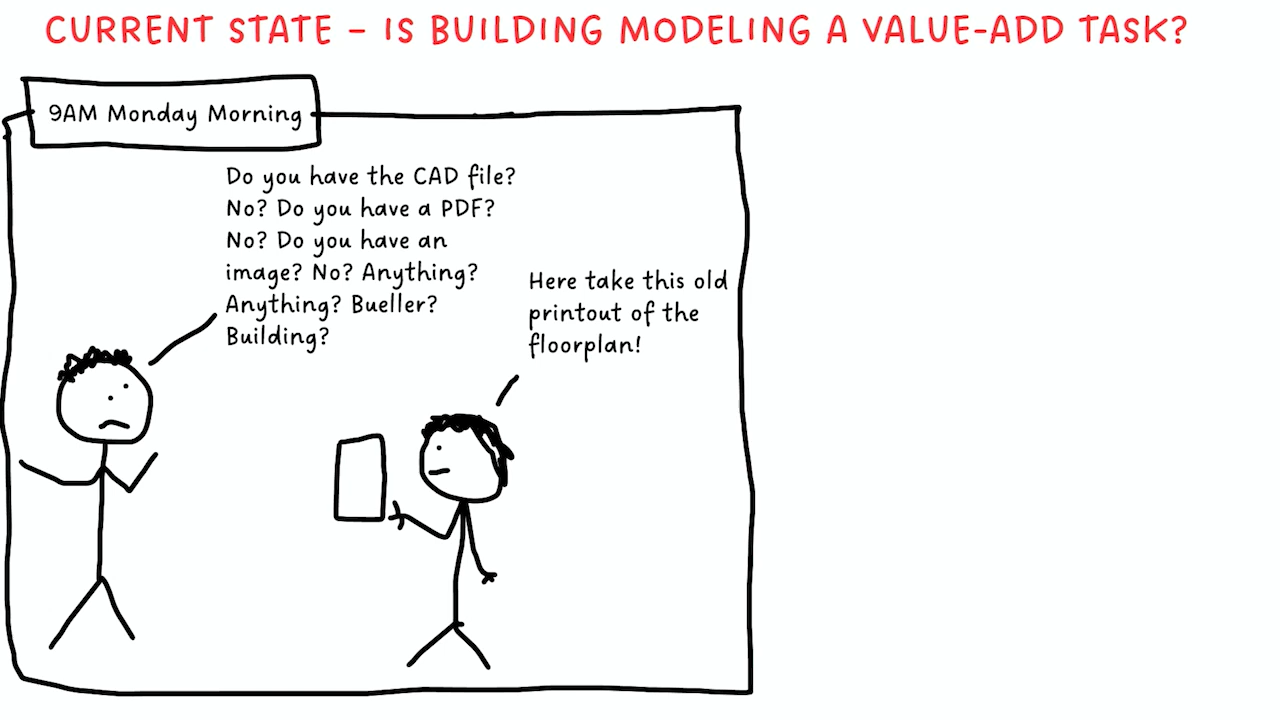 CURRENT STATE – IS BUILDING MODELING A VALUE-ADD TASK?
9AM Monday Morning
Do you have the CAD file?
No? Do you have a PDF?
No? Do you have an
image? No? Anything?
Anything? Bueller?
Building?
Here take this old
printout of the
floorplan!